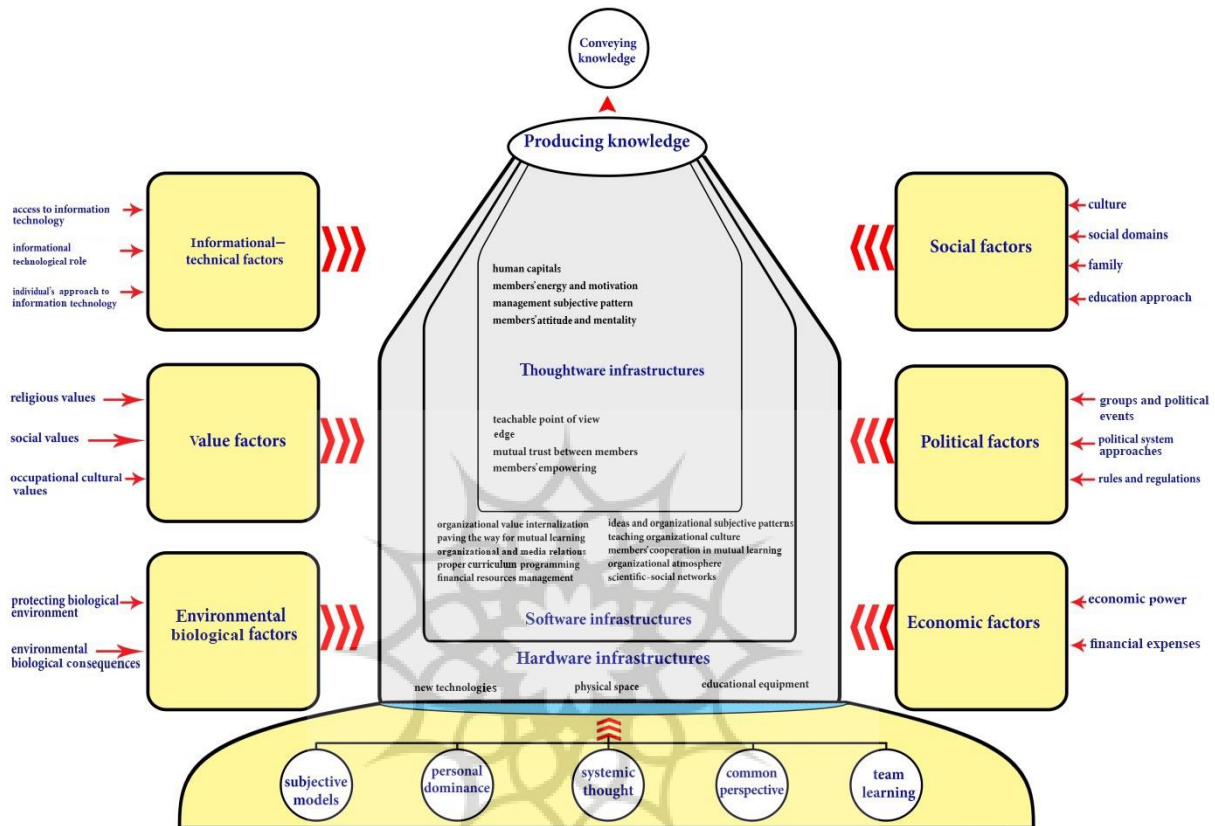 Conveying
knowledge
Producing knowledge
access to information
technology
informational
technological role
individual's approach to
information technology
Informational–
technical factors
religious values
social values
occupational cultural
values
Value factors
protecting biological
environment
environmental
biological consequences
Environmental
biological factors
human capitals
members'energy and motivation
management subjective pattern
members'attitude and mentality
Thoughtware infrastructures
teachable point of view
edge
mutual trust between members
members'empowering
organizational value internalization
paving the way for mutual learning
organizational and media relations
proper curriculum programming
financial resources management
ideas and organizational subjective patterns
teaching organizational culture
members'cooperation in mutual learning
organizational atmosphere
scientific-social networks
Software infrastructures
Hardware infrastructures
new technologies
physical space
educational equipment
Social factors
culture
social domains
family
education approach
Political factors
groups and political
events
political system
approaches
rules and regulations
Economic factors
economic power
financial expenses
subjective
models
personal
dominance
systemic
thought
common
perspective
team
learning